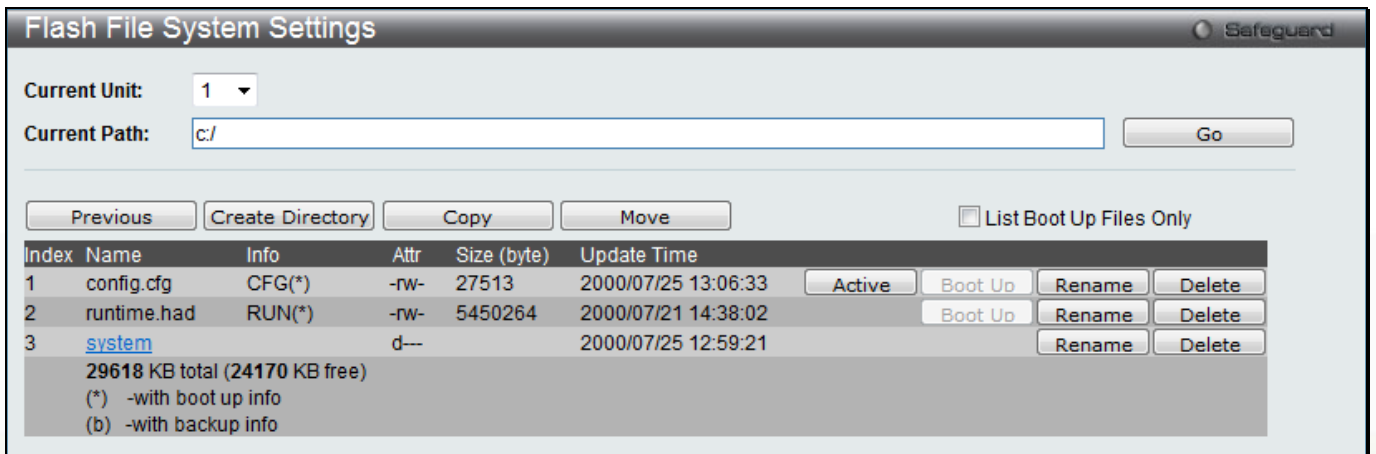 Flash File System Settings
Safeguard
Current Unit: 1
Current Path: c:/ Go
Previous Create Directory Copy Move List Boot Up Files Only
Index Name Info Attr Size (byte) Update Time
1 config.cfg CFG(*) -rw- 27513 2000/07/25 13:06:33 Active Boot Up Rename Delete
2 runtime.had RUN(*) -rw- 5450264 2000/07/21 14:38:02 Boot Up Rename Delete
3 system d--- 2000/07/25 12:59:21 Rename Delete
29618 KB total (24170 KB free)
(*) -with boot up info
(b) -with backup info